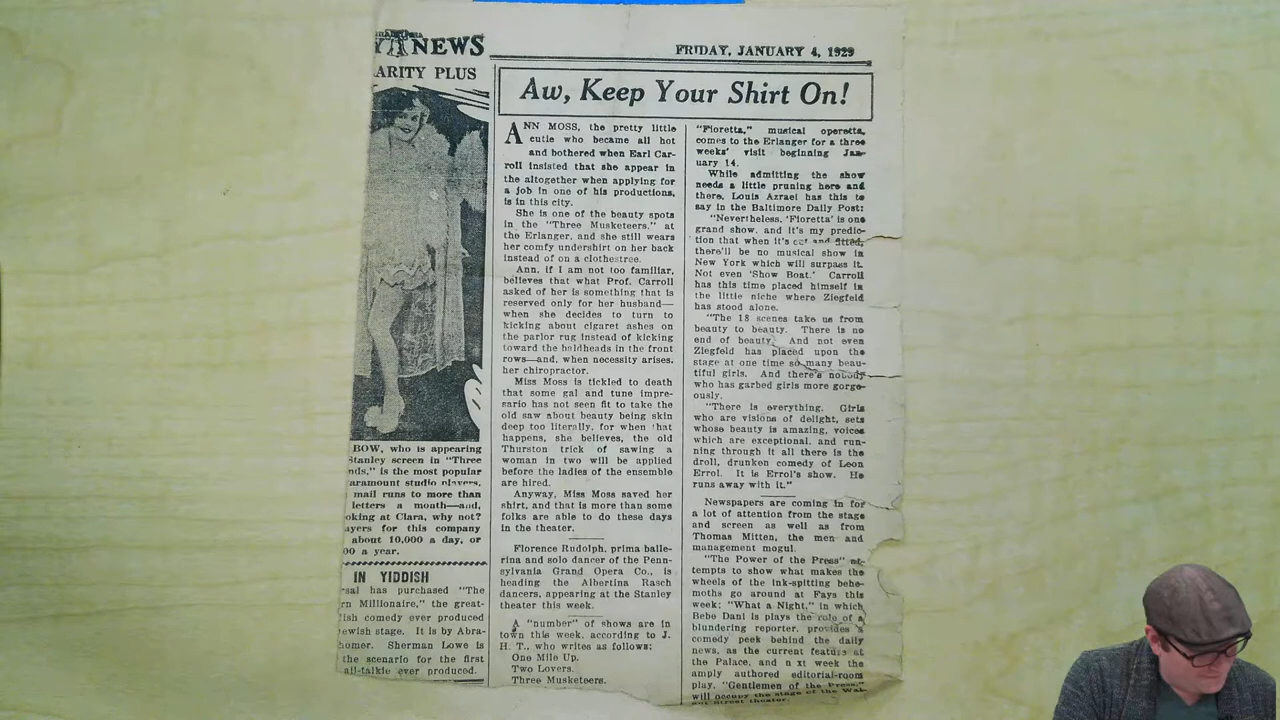 NEWS
FRIDAY, JANUARY 4, 1929
ARITY PLUS
BOW, who is appearing
Stanley screen in "Three
nds," is the most popular
aramount studio players,
mail runs to more than
letters a month—and,
oking at Clara, why not?
ayers for this company
about 10,000 a day, or
00 a year.
IN YIDDISH
rsal has purchased "The
rn Millionaire," the great-
lish comedy ever produced
ewish stage. It is by Abra-
homer. Sherman Lowe is
the scenario for the first
all-talkie ever produced.
Aw, Keep Your Shirt On!
ANN MOSS, the pretty little
cutie who became all hot
and bothered when Earl Car-
roll insisted that she appear in
the altogether when applying for
a job in one of his productions,
is in this city.
She is one of the beauty spots
in the "Three Musketeers," at
the Erlanger, and she still wears
her comfy undershirt on her back
instead of on a clothestree.
Ann, if I am not too familiar,
believes that what Prof. Carroll
asked of her is something that is
reserved only for her husband—
when she decides to turn to
kicking about cigaret ashes on
the parlor rug instead of kicking
toward the baldheads in the front
rows—and, when necessity arises,
her chiropractor.
Miss Moss is tickled to death
that some gal and tune impre-
sario has not seen fit to take the
old saw about beauty being skin
deep too literally, for when that
happens, she believes, the old
Thurston trick of sawing a
woman in two will be applied
before the ladies of the ensemble
are hired.
Anyway, Miss Moss saved her
shirt, and that is more than some
folks are able to do these days
in the theater.
Florence Rudolph, prima balle-
rina and solo dancer of the Penn-
sylvania Grand Opera Co., is
heading the Albertina Rasch
dancers, appearing at the Stanley
theater this week.
A "number" of shows are in
town this week, according to J.
H. T., who writes as follows:
One Mile Up.
Two Lovers.
Three Musketeers.
"Fioretta," musical operetta,
comes to the Erlanger for a three
weeks' visit beginning Jan-
uary 14.
While admitting the show
needs a little pruning here and
there, Louis Azrael has this to
say in the Baltimore Daily Post:
"Nevertheless, 'Fioretta' is one
grand show, and it's my predic-
tion that when it's cut and fitted,
there'll be no musical show in
New York which will surpass it.
Not even 'Show Boat.' Carroll
has this time placed himself in
the little niche where Ziegfeld
has stood alone.
"The 18 scenes take us from
beauty to beauty. There is no
end of beauty. And not even
Ziegfeld has placed upon the
stage at one time so many beau-
tiful girls. And there's nobody
who has garbed girls more gorge-
ously.
"There is everything. Girls
who are visions of delight, sets
whose beauty is amazing, voices
which are exceptional, and run-
ning through it all there is the
droll, drunken comedy of Leon
Errol. It is Errol's show. He
runs away with it."
Newspapers are coming in for
a lot of attention from the stage
and screen as well as from
Thomas Mitten, the men and
management mogul.
"The Power of the Press" at-
tempts to show what makes the
wheels of the ink-spitting behe-
moths go around at Fays this
week; "What a Night," in which
Bebe Dani ls plays the role of a
blundering reporter, provides a
comedy peek behind the daily
news, as the current feature at
the Palace, and n xt week the
amply authored editorial-room
play, "Gentlemen of the Press,"
will occupy the stage of the Wal-
nut Street theater.